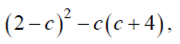 (2−c)² − c(c+4),